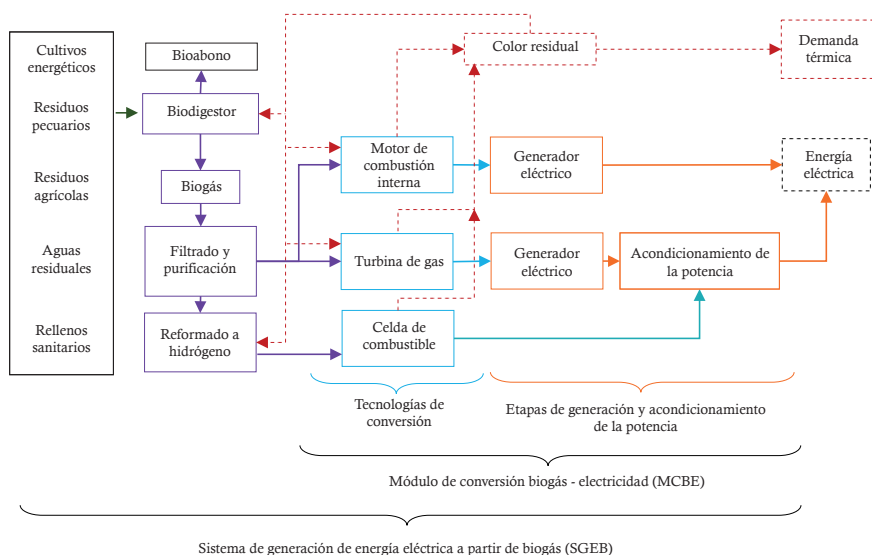 Cultivos
energéticos
Residuos
pecuarios
Residuos
agrícolas
Aguas
residuales
Rellenos
sanitarios
Bioabono
Biodigestor
Biogás
Filtrado y
purificación
Reformado a
hidrógeno
Color residual
Demanda
térmica
Motor de
combustión
interna
Generador
eléctrico
Energía
eléctrica
Turbina de gas
Generador
eléctrico
Acondicionamiento de
la potencia
Celda de
combustible
Tecnologías de
conversión
Etapas de generación y acondicionamiento
de la potencia
Módulo de conversión biogás - electricidad (MCBE)
Sistema de generación de energía eléctrica a partir de biogás (SGEB)